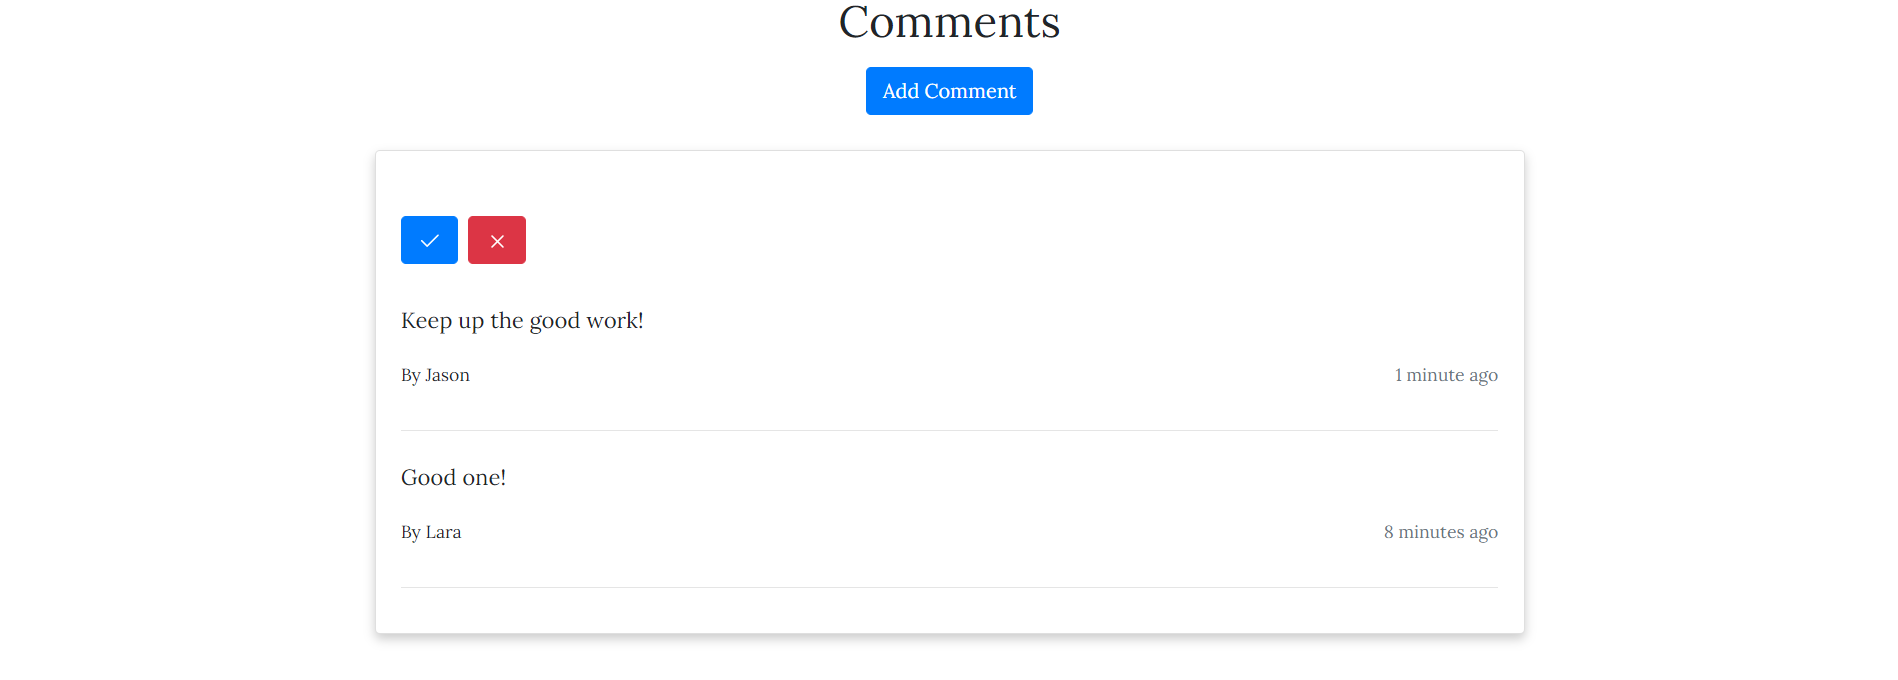 Comments
Add Comment
Keep up the good work!
By Jason 1 minute ago
Good one!
By Lara 8 minutes ago